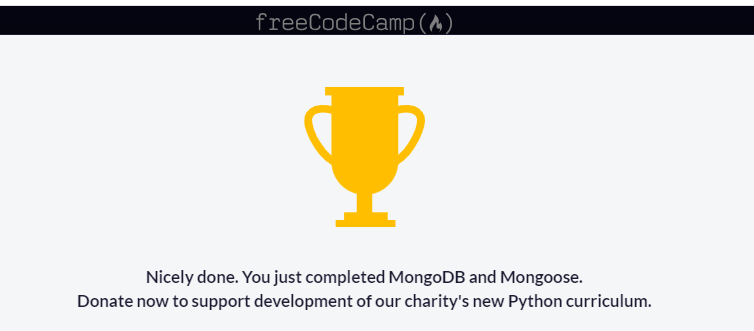 freeCodeCamp(🔥)
Nicely done. You just completed MongoDB and Mongoose.
Donate now to support development of our charity's new Python curriculum.